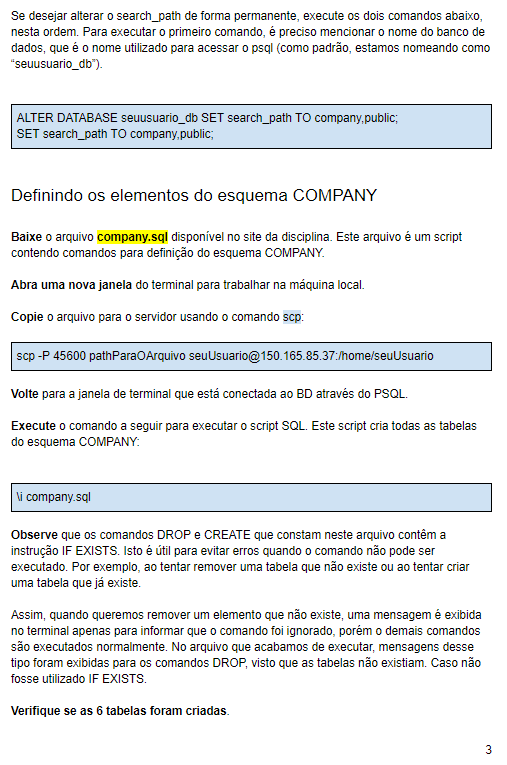 Se desejar alterar o search_path de forma permanente, execute os dois comandos abaixo,
nesta ordem. Para executar o primeiro comando, é preciso mencionar o nome do banco de
dados, que é o nome utilizado para acessar o psql (como padrão, estamos nomeando como
“seuusuario_db”).
ALTER DATABASE seuusuario_db SET search_path TO company,public;
SET search_path TO company,public;
Definindo os elementos do esquema COMPANY
Baixe o arquivo company.sql disponível no site da disciplina. Este arquivo é um script
contendo comandos para definição do esquema COMPANY.
Abra uma nova janela do terminal para trabalhar na máquina local.
Copie o arquivo para o servidor usando o comando scp:
scp -P 45600 pathParaOArquivo seuUsuario@150.165.85.37:/home/seuUsuario
Volte para a janela de terminal que está conectada ao BD através do PSQL.
Execute o comando a seguir para executar o script SQL. Este script cria todas as tabelas
do esquema COMPANY:
\i company.sql
Observe que os comandos DROP e CREATE que constam neste arquivo contêm a
instrução IF EXISTS. Isto é útil para evitar erros quando o comando não pode ser
executado. Por exemplo, ao tentar remover uma tabela que não existe ou ao tentar criar
uma tabela que já existe.
Assim, quando queremos remover um elemento que não existe, uma mensagem é exibida
no terminal apenas para informar que o comando foi ignorado, porém o demais comandos
são executados normalmente. No arquivo que acabamos de executar, mensagens desse
tipo foram exibidas para os comandos DROP, visto que as tabelas não existiam. Caso não
fosse utilizado IF EXISTS.
Verifique se as 6 tabelas foram criadas.
3